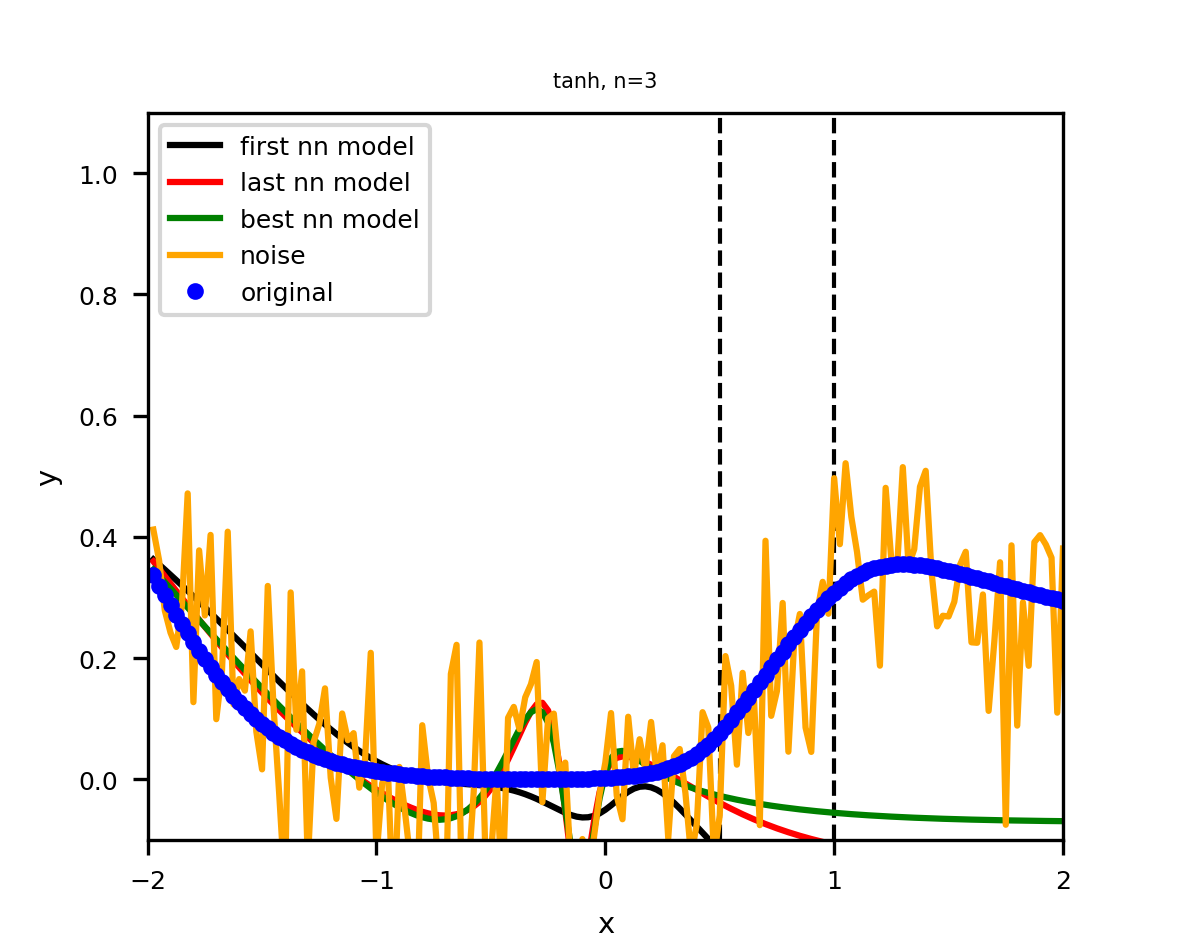 tanh, n=3
first nn model
last nn model
best nn model
noise
original
1.0
0.8
0.6
0.4
0.2
0.0
y
−2
−1
0
1
2
x